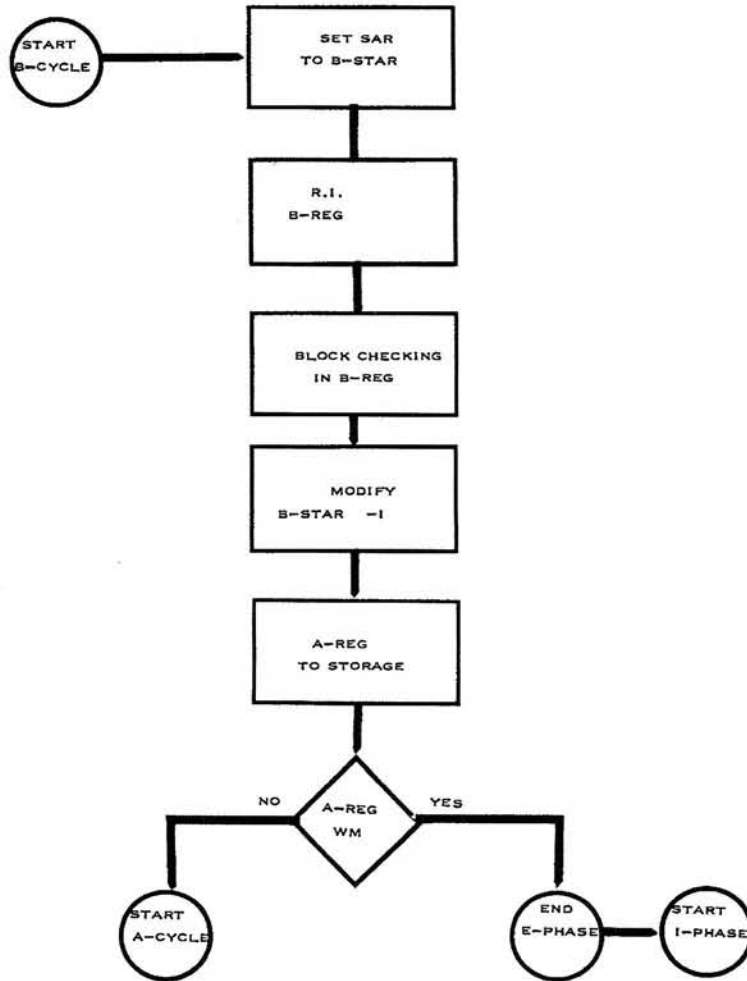 START
B-CYCLE
SET SAR
TO B-STAR
R.I.
B-REG
BLOCK CHECKING
IN B-REG
MODIFY
B-STAR -1
A-REG
TO STORAGE
NO
A-REG
WM
YES
START
A-CYCLE
END
E-PHASE
START
I-PHASE